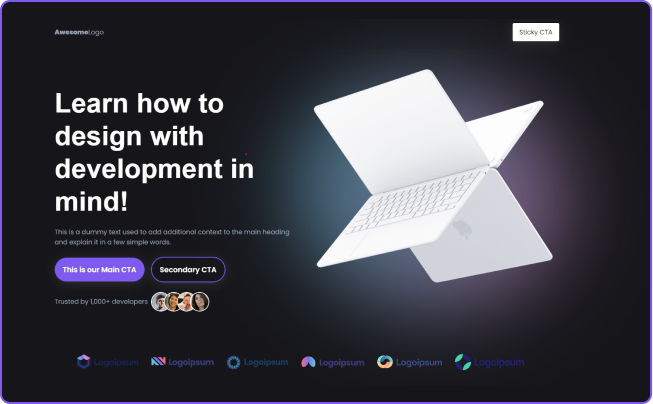 AwesomeLogo
Sticky CTA
Learn how to
design with
development in
mind!
This is a dummy text used to add additional context to the main heading
and explain it in a few simple words.
This is our Main CTA
Secondary CTA
Trusted by 1,000+ developers
Logoipsum
Logoipsum
Logoipsum
Logoipsum
Logoipsum
Logoipsum